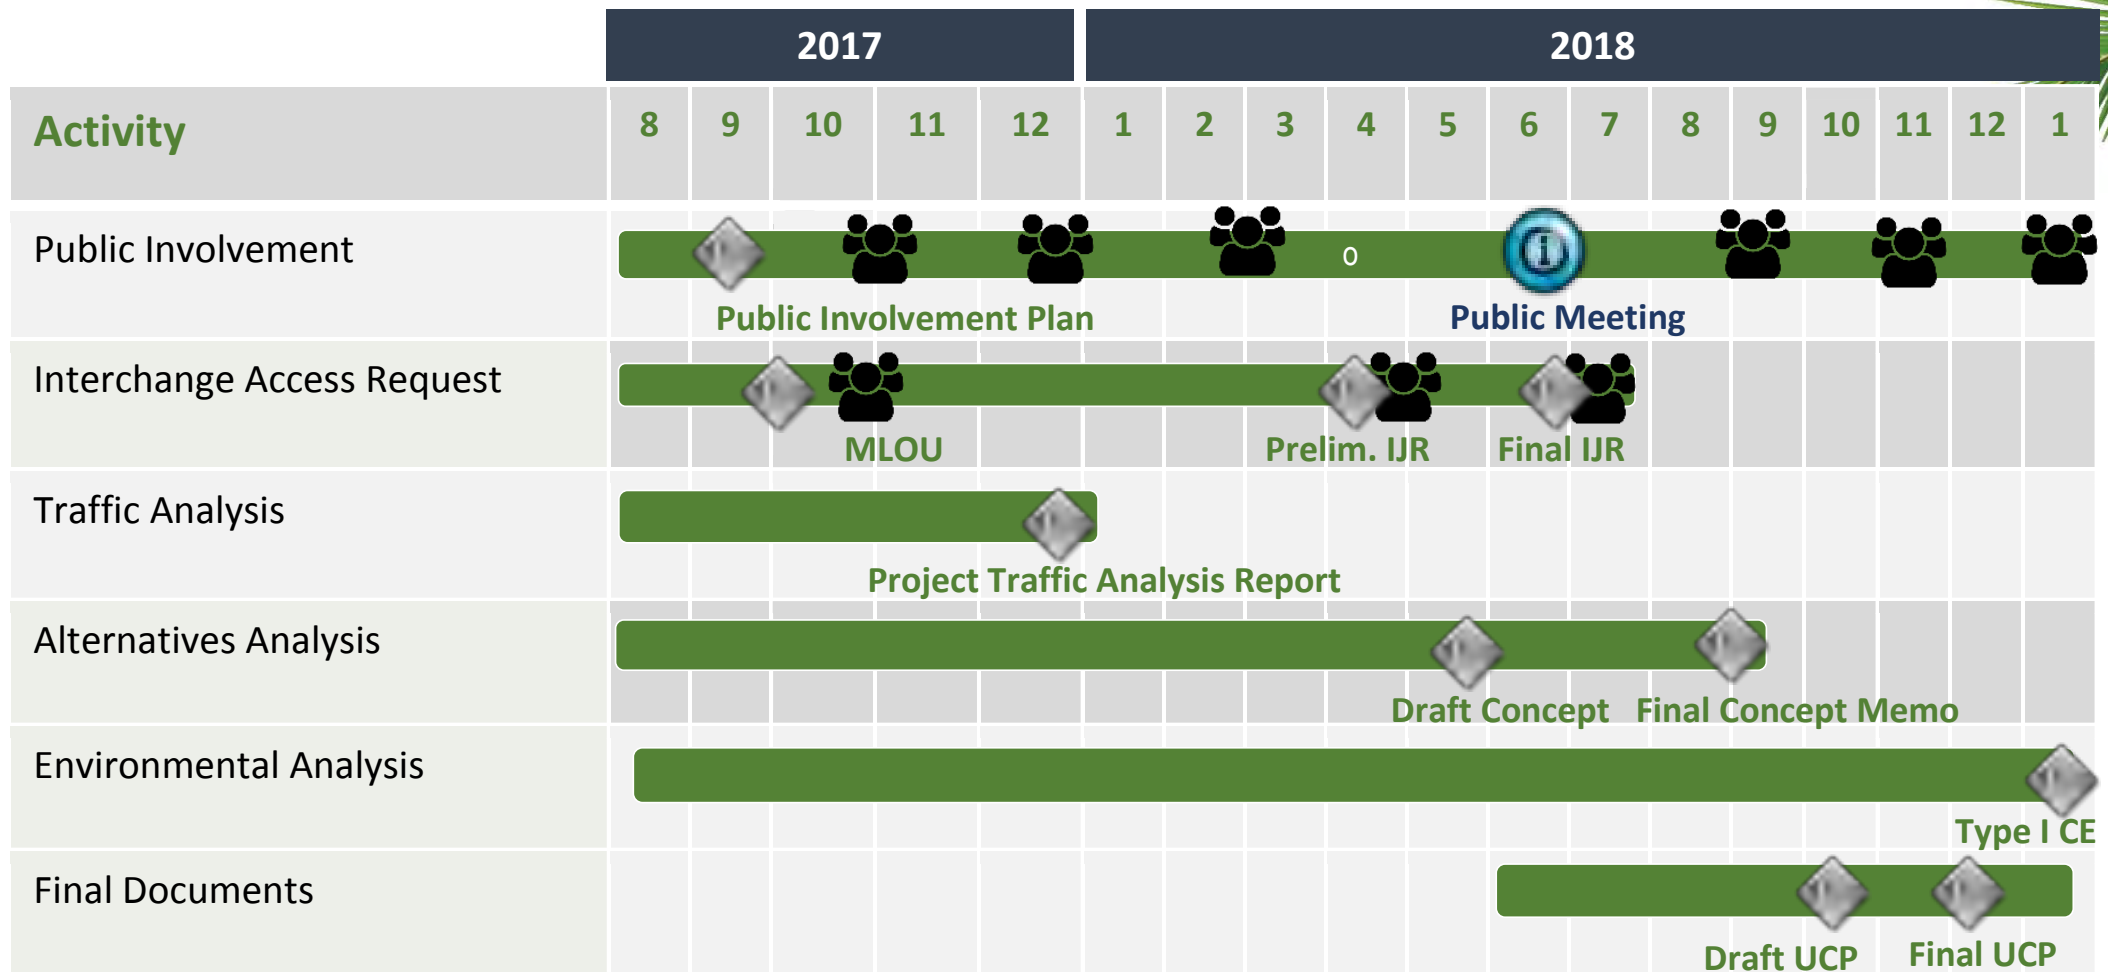 2017 2018
Activity 8 9 10 11 12 1 2 3 4 5 6 7 8 9 10 11 12 1
Public Involvement
o
Public Involvement Plan Public Meeting
Interchange Access Request
MLOU Prelim. IJR Final IJR
Traffic Analysis
Project Traffic Analysis Report
Alternatives Analysis
Draft Concept Final Concept Memo
Environmental Analysis
Type I CE
Final Documents
Draft UCP Final UCP